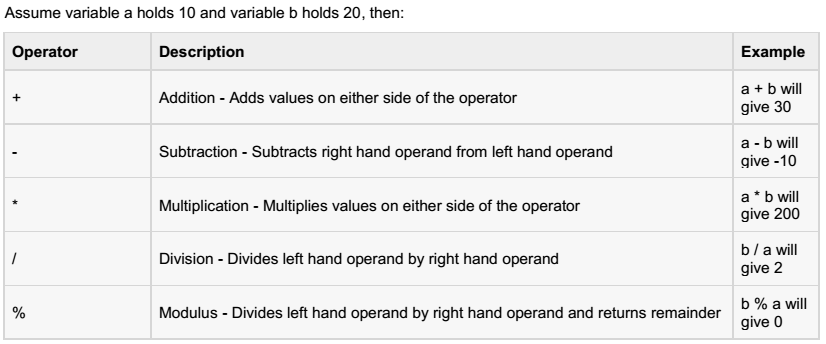 Assume variable a holds 10 and variable b holds 20, then:
Operator Description Example
+ Addition - Adds values on either side of the operator a + b will
give 30
- Subtraction - Subtracts right hand operand from left hand operand a - b will
give -10
* Multiplication - Multiplies values on either side of the operator a * b will
give 200
/ Division - Divides left hand operand by right hand operand b / a will
give 2
% Modulus - Divides left hand operand by right hand operand and returns remainder b % a will
give 0